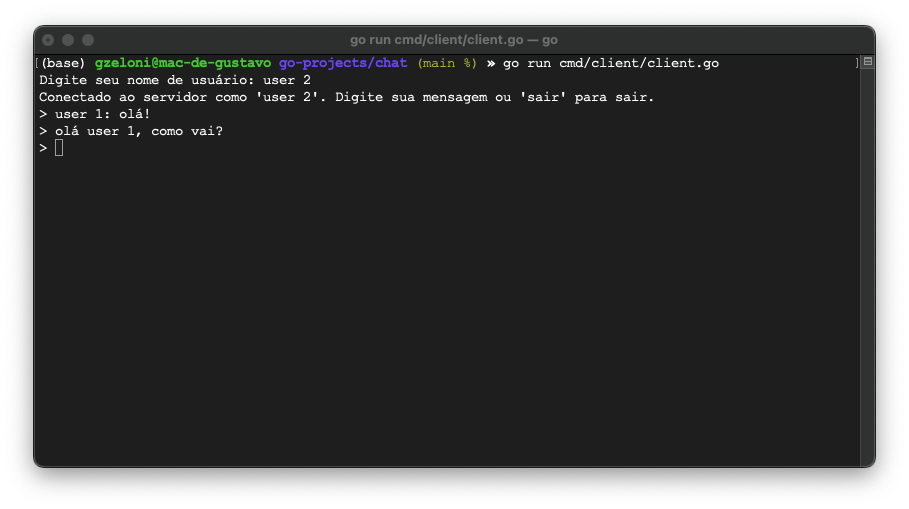 go run cmd/client/client.go — go
[(base) gzeloni@mac-de-gustavo go-projects/chat (main %) » go run cmd/client/client.go ]
Digite seu nome de usuário: user 2
Conectado ao servidor como 'user 2'. Digite sua mensagem ou 'sair' para sair.
> user 1: olá!
> olá user 1, como vai?
>